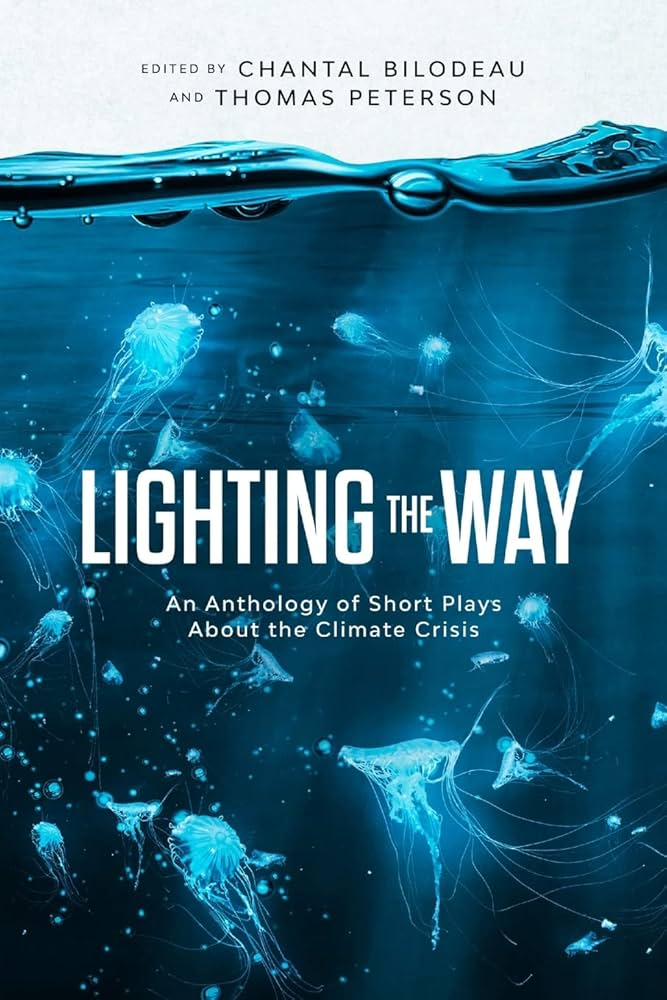 EDITED BY CHANTAL BILODEAU
AND THOMAS PETERSON
LIGHTING THE WAY
An Anthology of Short Plays
About the Climate Crisis